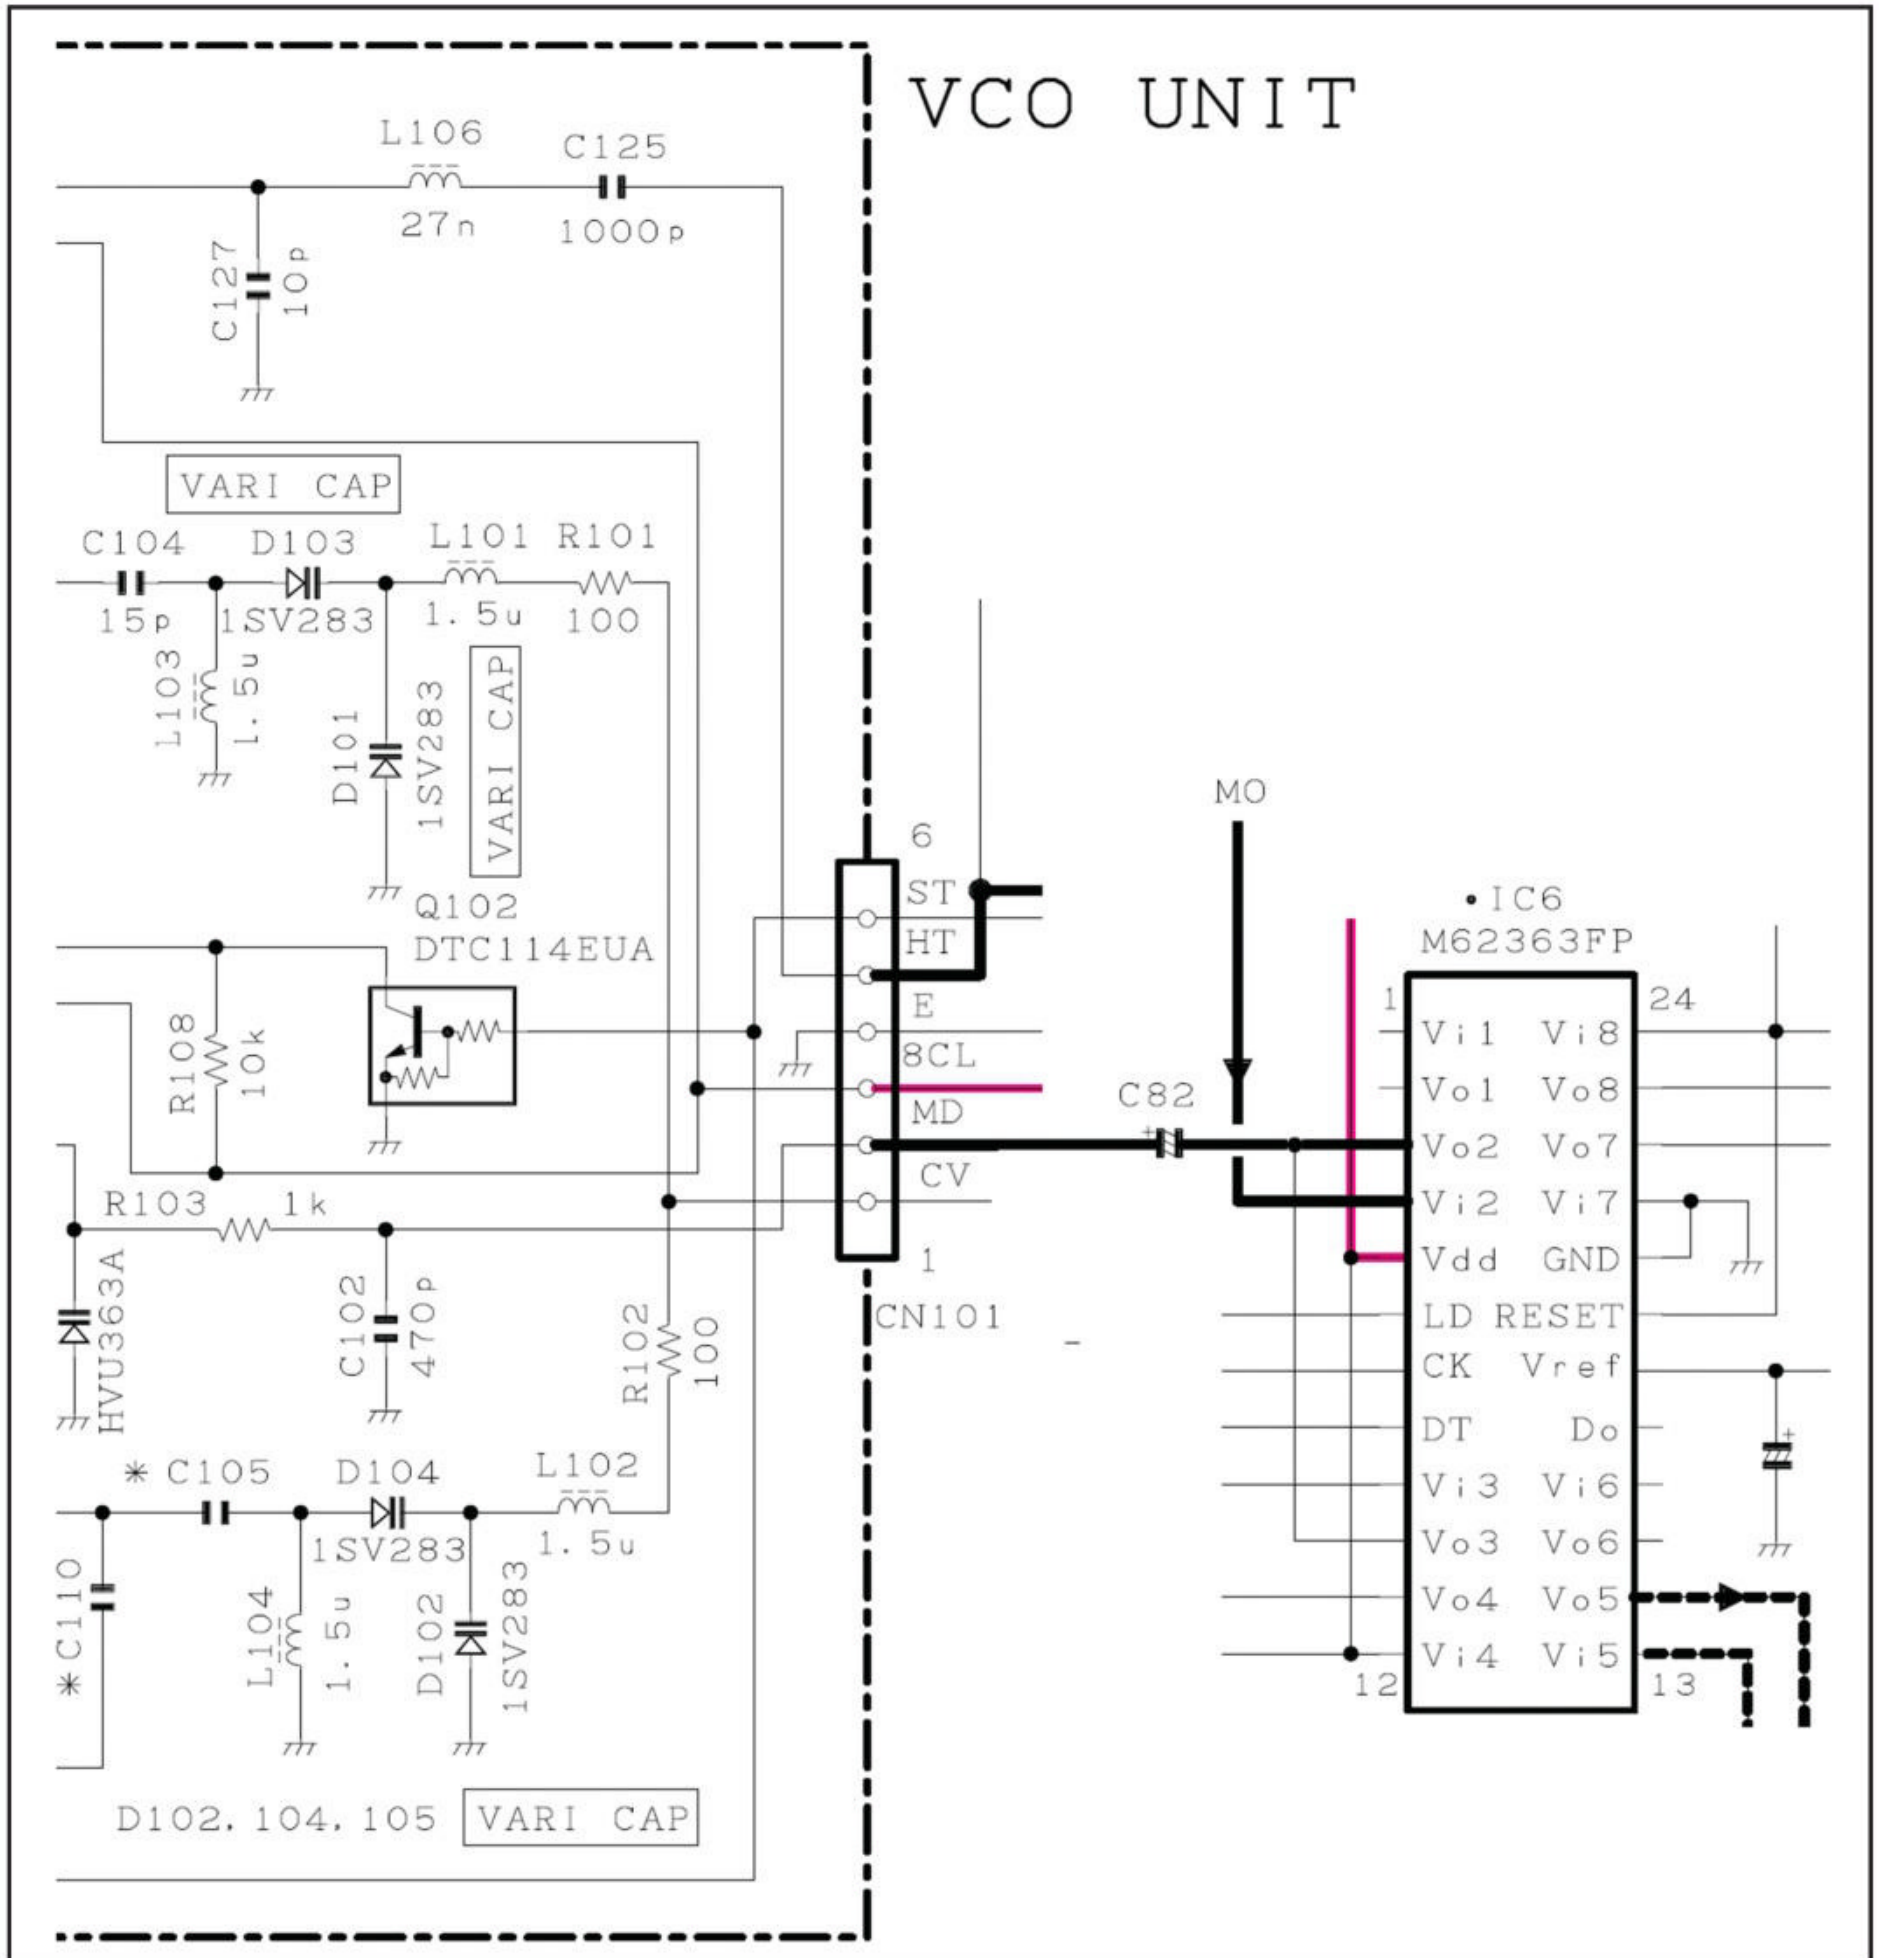 VCO UNIT
L106
27n
C125
1000p
C127
10p
VARI CAP
C104
15p
D103
1SV283
L101
1.5u
R101
100
L103
1.5u
D101
1SV283
VARI CAP
Q102
DTC114EUA
R108
10k
6
ST
HT
E
8CL
MD
CV
1
CN101
-
MO
C82
+
IC6
M62363FP
1
24
Vi1
Vi8
Vo1
Vo8
Vo2
Vo7
Vi2
Vi7
Vdd
GND
LD
RESET
CK
Vref
DT
Do
Vi3
Vi6
Vo3
Vo6
Vo4
Vo5
Vi4
Vi5
12
13
+
R103
1k
HVU363A
C102
470p
R102
100
* C105
D104
1SV283
L102
1.5u
*C110
L104
1.5u
D102
1SV283
D102, 104, 105
VARI CAP